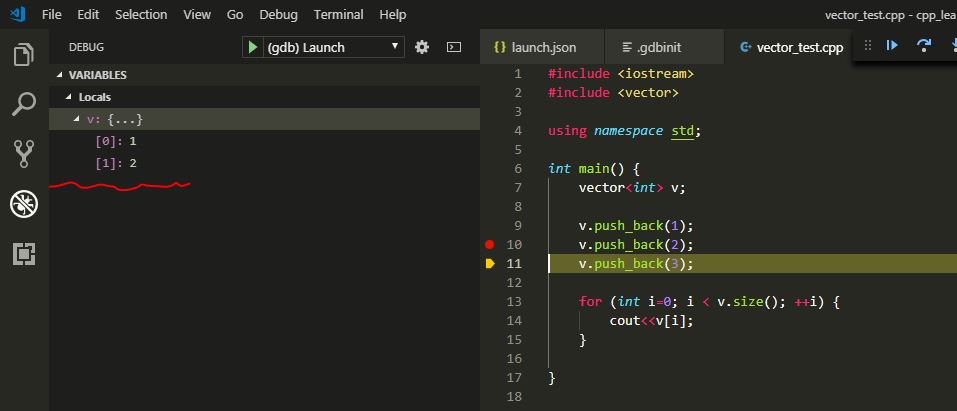 File Edit Selection View Go Debug Terminal Help vector_test.cpp - cpp_lea
DEBUG (gdb) Launch
VARIABLES
Locals
v: {...}
[0]: 1
[1]: 2
{} launch.json .gdbinit vector_test.cpp
1 #include <iostream>
2 #include <vector>
3
4 using namespace std;
5
6 int main() {
7 vector<int> v;
8
9 v.push_back(1);
10 v.push_back(2);
11 v.push_back(3);
12
13 for (int i=0; i < v.size(); ++i) {
14 cout<<v[i];
15 }
16
17 }
18